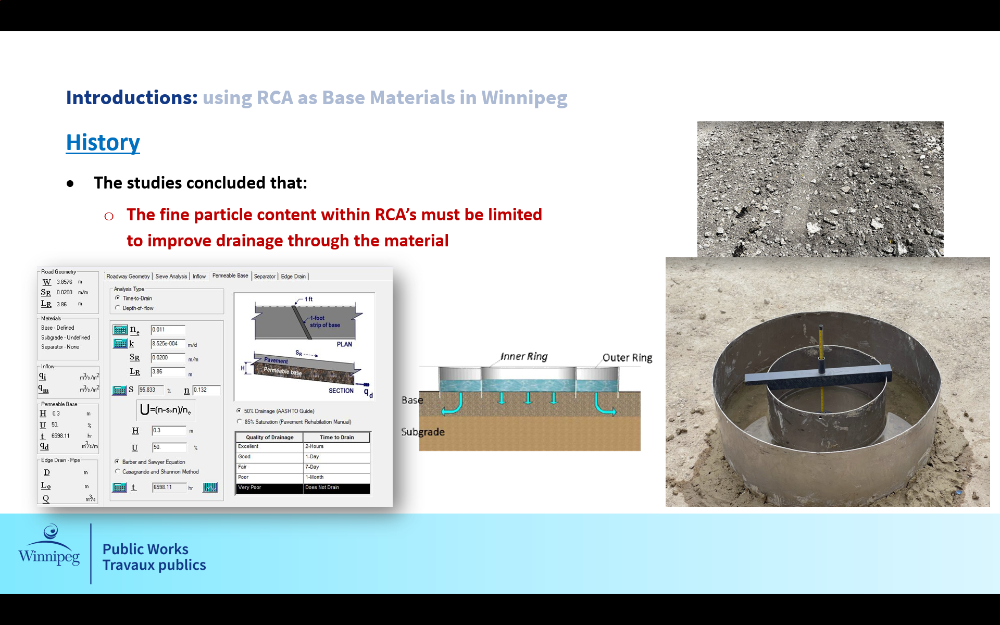 Introductions: using RCA as Base Materials in Winnipeg
History
• The studies concluded that:
o The fine particle content within RCA's must be limited
to improve drainage through the material
Road Geometry
W 3.8576 m
SR 0.0200 m/m
LR 3.86 m
Materials
Base - Defined
Subgrade - Undefined
Separator - None
Inflow
qi m³/s/m²
qm m³/s/m²
Permeable Base
H 0.3 m
U 50. %
t 6598.11 hr
qd m³/s/m
Edge Drain - Pipe
D m
Lo m
Q m³/s
Roadway Geometry Sieve Analysis Inflow Permeable Base Separator Edge Drain
Analysis Type
Time-to-Drain
Depth-of-flow
ne 0.011
k 8.525e-004 m/d
SR 0.0200 m/m
LR 3.86 m
S 95.833 % n 0.132
U=(n-s×n)/ne
H 0.3 m
U 50. %
Barber and Sawyer Equation
Casagrande and Shannon Method
t 6598.11 hr
1 ft
1-foot
strip of base
PLAN
SR
Pavement
H
Permeable base
SECTION
qd
50% Drainage (AASHTO Guide)
85% Saturation (Pavement Rehabilation Manual)
Quality of Drainage Time to Drain
Excellent 2-Hours
Good 1-Day
Fair 7-Day
Poor 1-Month
Very Poor Does Not Drain
Inner Ring
Outer Ring
Base
Subgrade
Winnipeg
Public Works
Travaux publics